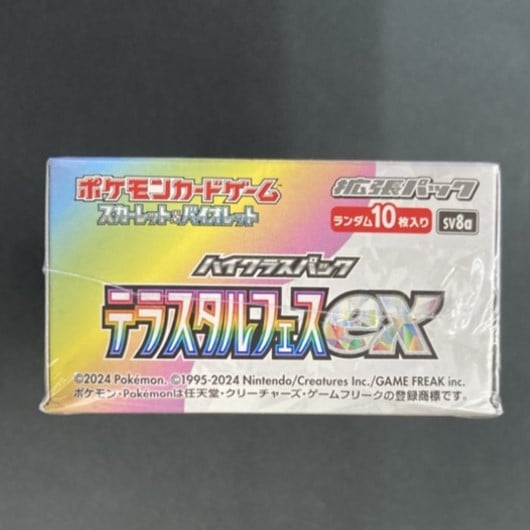 ポケモンカードゲーム
スカーレット&バイオレット
拡張パック
ランダム10枚入り
SV8a
ハイクラスパック
テラスタルフェスex
©2024 Pokémon. ©1995-2024 Nintendo/Creatures Inc./GAME FREAK inc.
ポケモン・Pokémonは任天堂・クリーチャーズ・ゲームフリークの登録商標です。